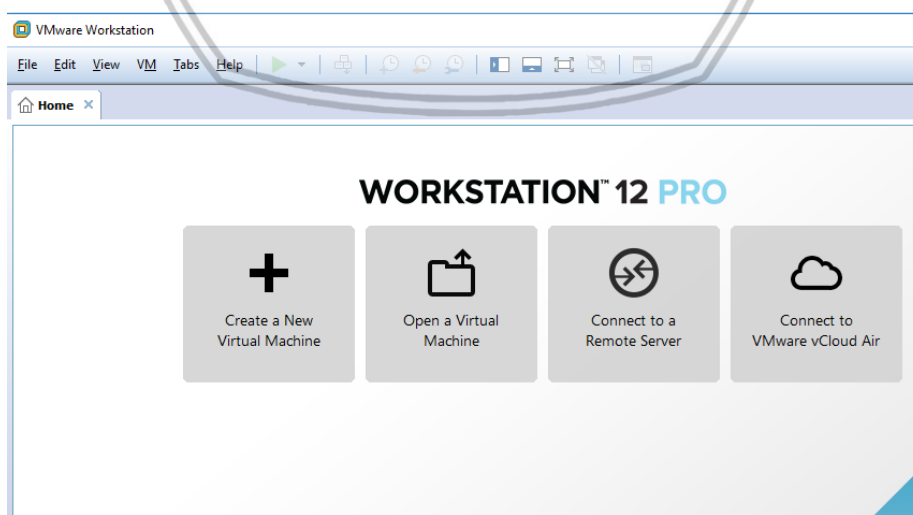 VMware Workstation
File Edit View VM Tabs Help
Home
WORKSTATION™ 12 PRO
Create a New
Virtual Machine
Open a Virtual
Machine
Connect to a
Remote Server
Connect to
VMware vCloud Air